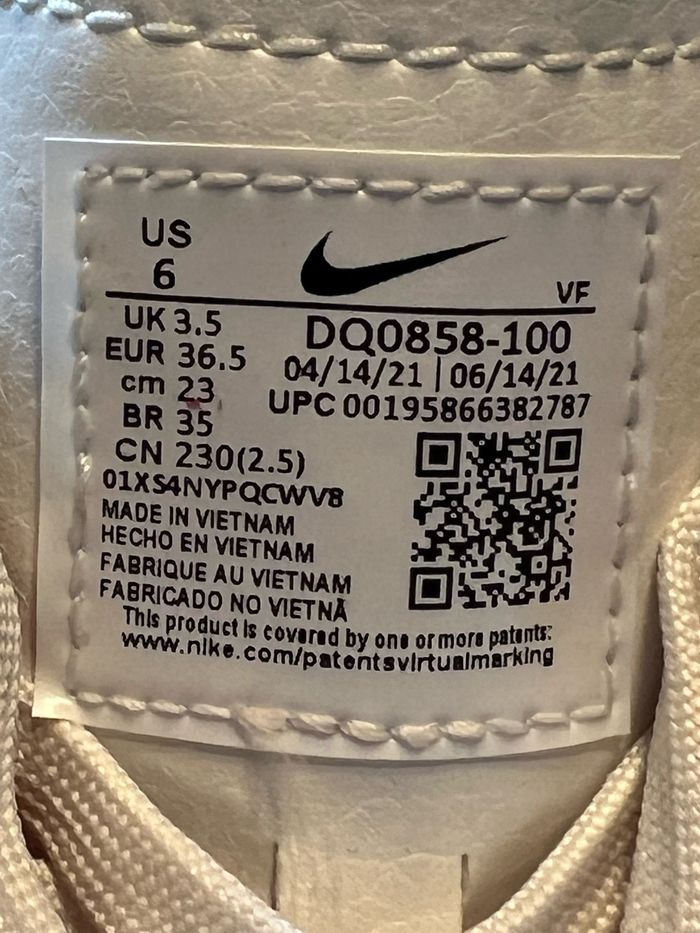 US
6
VF
UK 3.5
EUR 36.5
cm 23
BR 35
CN 230(2.5)
DQ0858-100
04/14/21 | 06/14/21
UPC 00195866382787
01XS4NYPQCWV8
MADE IN VIETNAM
HECHO EN VIETNAM
FABRIQUE AU VIETNAM
FABRICADO NO VIETNÃ
This product is covered by one or more patents:
www.nike.com/patentsvirtualmarking